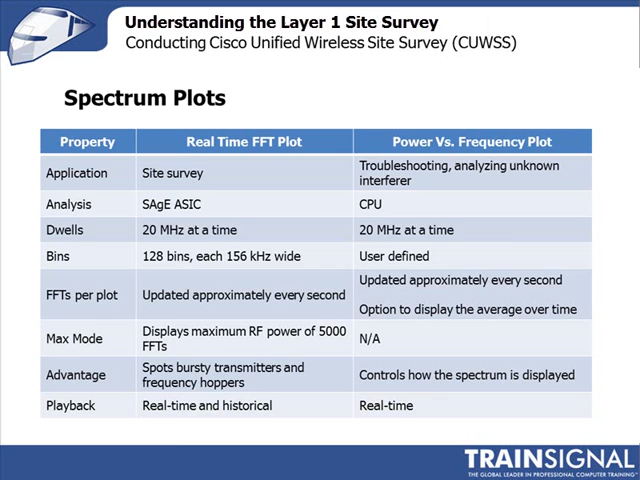 Understanding the Layer 1 Site Survey
Conducting Cisco Unified Wireless Site Survey (CUWSS)
Spectrum Plots
Property Real Time FFT Plot Power Vs. Frequency Plot
Application Site survey Troubleshooting, analyzing unknown
interferer
Analysis SAgE ASIC CPU
Dwells 20 MHz at a time 20 MHz at a time
Bins 128 bins, each 156 kHz wide User defined
FFTs per plot Updated approximately every second Updated approximately every second
Option to display the average over time
Max Mode Displays maximum RF power of 5000
FFTs N/A
Advantage Spots bursty transmitters and
frequency hoppers Controls how the spectrum is displayed
Playback Real-time and historical Real-time
TRAINSIGNAL
THE GLOBAL LEADER IN PROFESSIONAL COMPUTER TRAINING